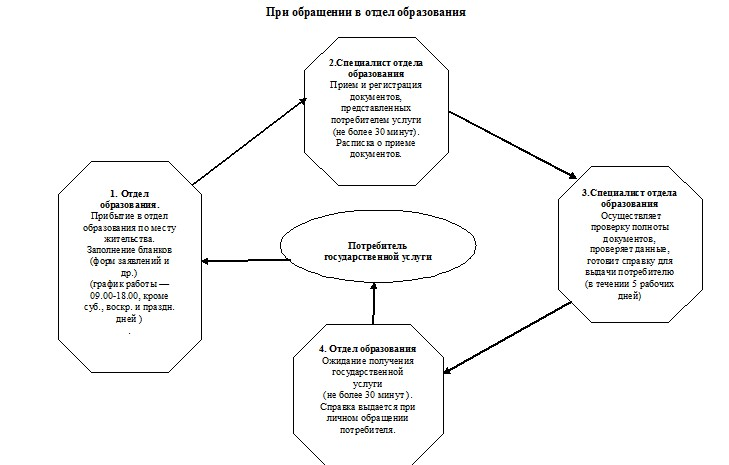 При обращении в отдел образования
2.Специалист отдела
образования
Прием и регистрация
документов,
представленных
потребителем услуги
(не более 30 минут).
Расписка о приеме
документов.
1. Отдел
образования.
Прибытие в отдел
образования по месту
жительства.
Заполнение бланков
(форм заявлений и
др.)
(график работы —
09.00-18.00, кроме
суб., воскр. и праздн.
дней )
.
3.Специалист отдела
образования
Осуществляет
проверку полноты
документов,
проверяет данные,
готовит справку для
выдачи потребителю
(в течении 5 рабочих
дней)
Потребитель
государственной услуги
4. Отдел образования
Ожидание получения
государственной
услуги
(не более 30 минут ).
Справка выдается при
личном обращении
потребителя.